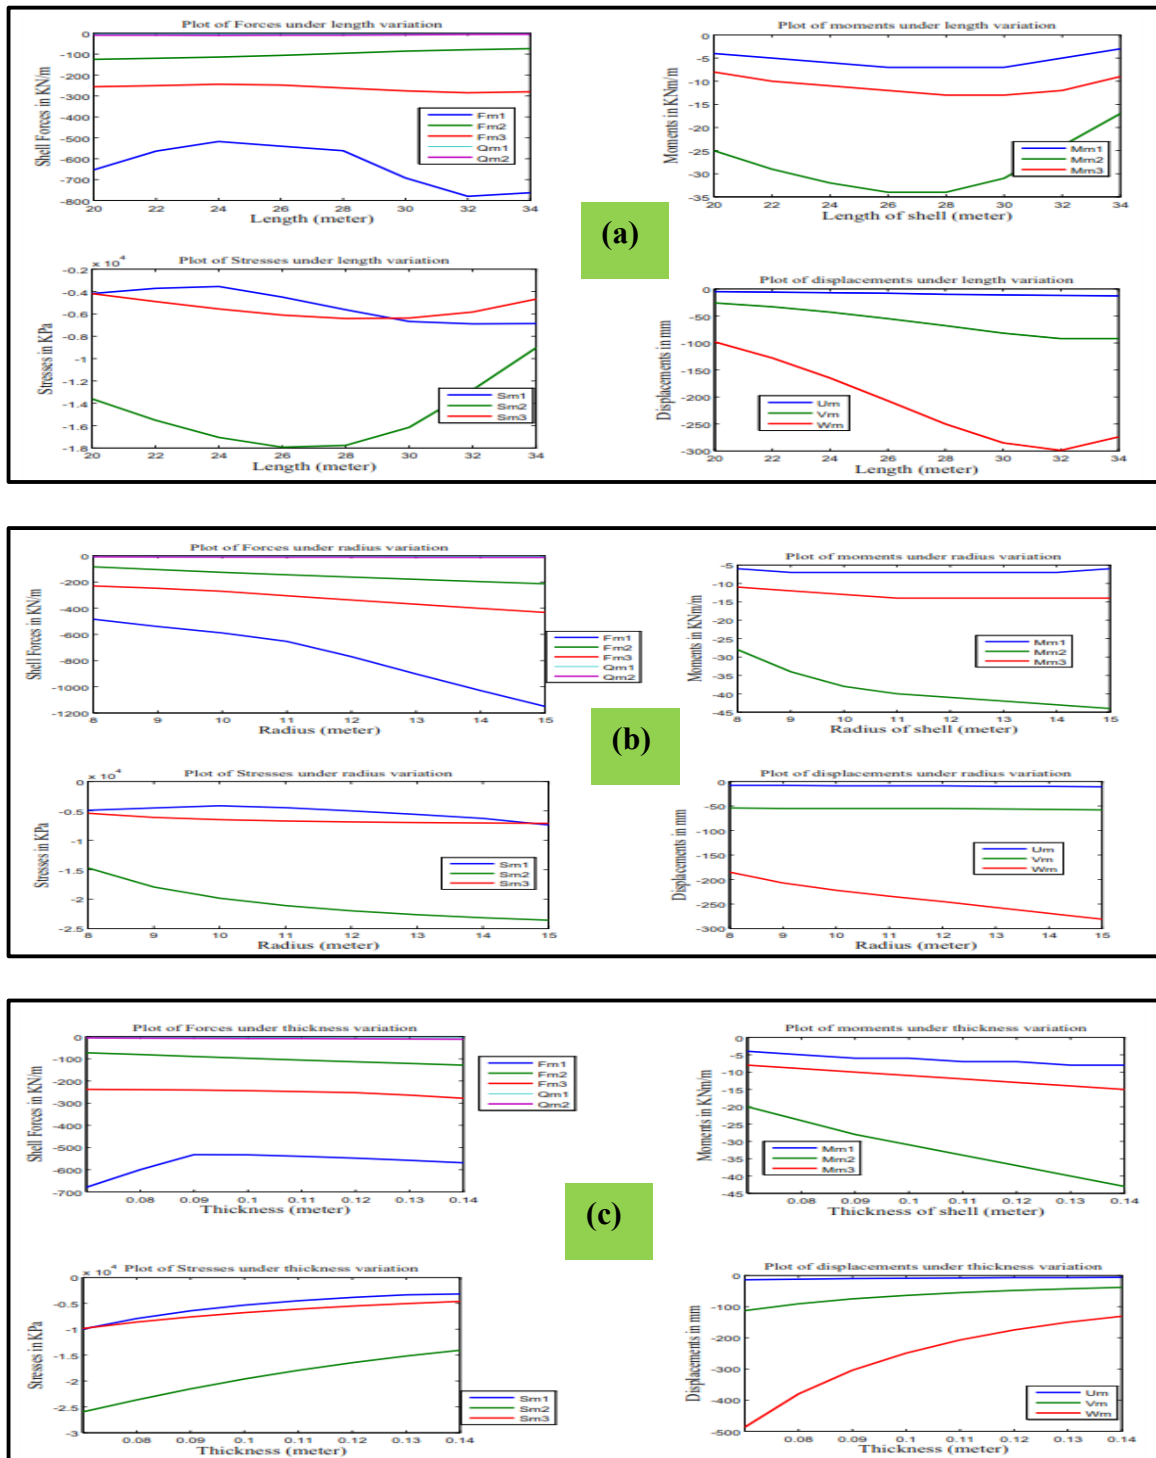 Plot of Forces under length variation
Shell Forces in KN/m
0
-100
-200
-300
-400
-500
-600
-700
-800
20 22 24 26 28 30 32 34
Length (meter)
Fm1
Fm2
Fm3
Qm1
Qm2
Plot of moments under length variation
Moments in KNm/m
0
-5
-10
-15
-20
-25
-30
-35
20 22 24 26 28 30 32 34
Length of shell (meter)
Mm1
Mm2
Mm3
(a)
Plot of Stresses under length variation
x 10⁴
Stresses in KPa
-0.2
-0.4
-0.6
-0.8
-1
-1.2
-1.4
-1.6
-1.8
20 22 24 26 28 30 32 34
Length (meter)
Sm1
Sm2
Sm3
Plot of displacements under length variation
Displacements in mm
0
-50
-100
-150
-200
-250
-300
20 22 24 26 28 30 32 34
Length (meter)
Um
Vm
Wm
Plot of Forces under radius variation
Shell Forces in KN/m
0
-200
-400
-600
-800
-1000
-1200
8 9 10 11 12 13 14 15
Radius (meter)
Fm1
Fm2
Fm3
Qm1
Qm2
Plot of moments under radius variation
Moments in KNm/m
-5
-10
-15
-20
-25
-30
-35
-40
-45
8 9 10 11 12 13 14 15
Radius of shell (meter)
Mm1
Mm2
Mm3
(b)
Plot of Stresses under radius variation
x 10⁴
Stresses in KPa
0
-0.5
-1
-1.5
-2
-2.5
8 9 10 11 12 13 14 15
Radius (meter)
Sm1
Sm2
Sm3
Plot of displacements under radius variation
Displacements in mm
0
-50
-100
-150
-200
-250
-300
8 9 10 11 12 13 14 15
Radius (meter)
Um
Vm
Wm
Plot of Forces under thickness variation
Shell Forces in KN/m
0
-100
-200
-300
-400
-500
-600
-700
0.08 0.09 0.1 0.11 0.12 0.13 0.14
Thickness (meter)
Fm1
Fm2
Fm3
Qm1
Qm2
Plot of moments under thickness variation
Moments in KNm/m
0
-5
-10
-15
-20
-25
-30
-35
-40
-45
0.08 0.09 0.1 0.11 0.12 0.13 0.14
Thickness of shell (meter)
Mm1
Mm2
Mm3
(c)
Plot of Stresses under thickness variation
x 10⁴
Stresses in KPa
0
-0.5
-1
-1.5
-2
-2.5
-3
0.08 0.09 0.1 0.11 0.12 0.13 0.14
Thickness (meter)
Sm1
Sm2
Sm3
Plot of displacements under thickness variation
Displacements in mm
0
-100
-200
-300
-400
-500
0.08 0.09 0.1 0.11 0.12 0.13 0.14
Thickness (meter)
Um
Vm
Wm